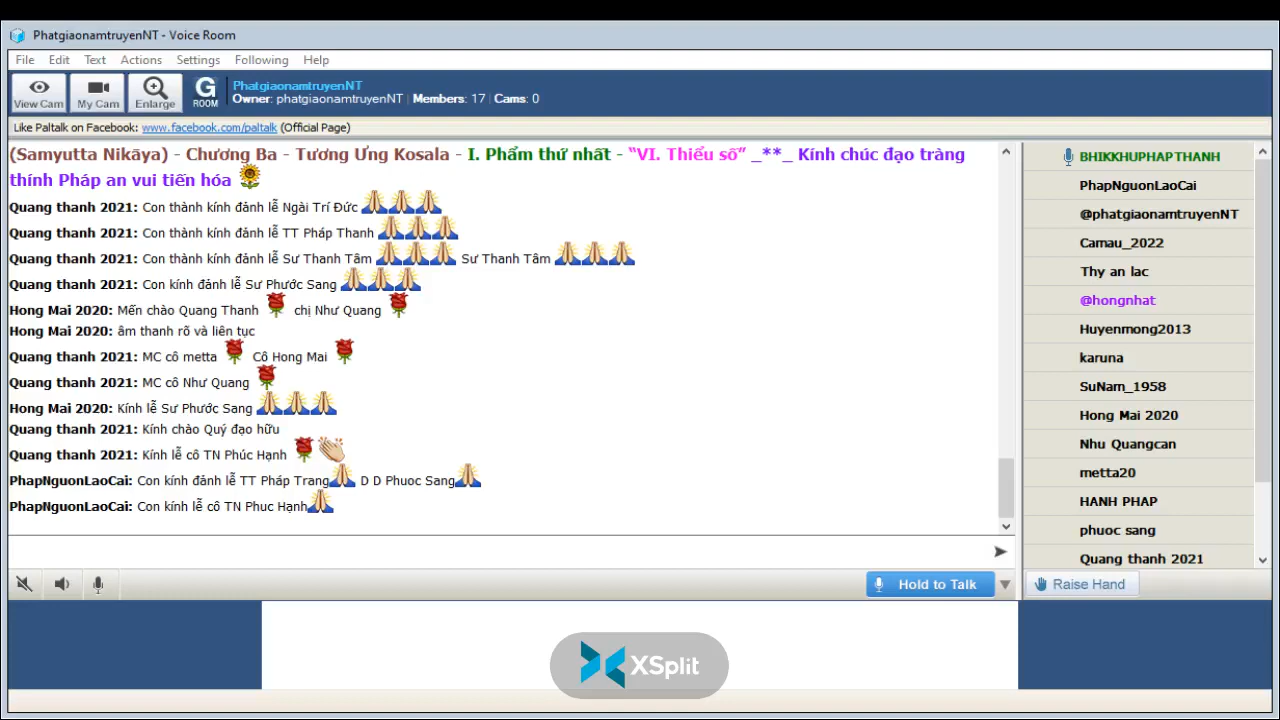 PhatgiaonamtruyenNT - Voice Room
File Edit Text Actions Settings Following Help
View Cam My Cam Enlarge G ROOM
PhatgiaonamtruyenNT
Owner: phatgiaonamtruyenNT | Members: 17 | Cams: 0
Like Paltalk on Facebook: www.facebook.com/paltalk (Official Page)
(Samyutta Nikāya) - Chương Ba - Tương Ưng Kosala - I. Phẩm thứ nhất - “VI. Thiểu số” _**_ Kính chúc đạo tràng
thính Pháp an vui tiến hóa
Quang thanh 2021: Con thành kính đảnh lễ Ngài Trí Đức
Quang thanh 2021: Con thành kính đảnh lễ TT Pháp Thanh
Quang thanh 2021: Con thành kính đảnh lễ Sư Thanh Tâm Sư Thanh Tâm
Quang thanh 2021: Con kính đảnh lễ Sư Phước Sang
Hong Mai 2020: Mến chào Quang Thanh chị Như Quang
Hong Mai 2020: âm thanh rõ và liên tục
Quang thanh 2021: MC cô metta Cô Hong Mai
Quang thanh 2021: MC cô Như Quang
Hong Mai 2020: Kính lễ Sư Phước Sang
Quang thanh 2021: Kính chào Quý đạo hữu
Quang thanh 2021: Kính lễ cô TN Phúc Hạnh
PhapNguonLaoCai: Con kính đảnh lễ TT Pháp Trang D D Phuoc Sang
PhapNguonLaoCai: Con kính lễ cô TN Phuc Hạnh
BHIKKHUPHAPTHANH
PhapNguonLaoCai
@phatgiaonamtruyenNT
Camau_2022
Thy an lac
@hongnhat
Huyenmong2013
karuna
SuNam_1958
Hong Mai 2020
Nhu Quangcan
metta20
HANH PHAP
phuoc sang
Quang thanh 2021
Hold to Talk
Raise Hand
XSplit